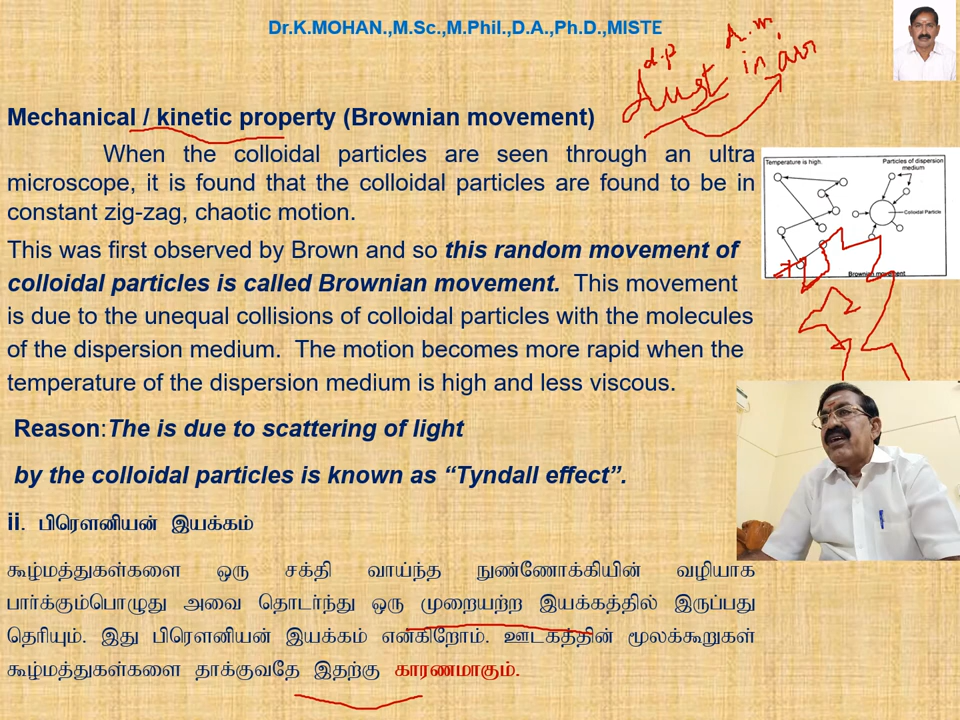 Dr.K.MOHAN.,M.Sc.,M.Phil.,D.A.,Ph.D.,MISTE
d.p d.m
dust in air
Mechanical / kinetic property (Brownian movement)
When the colloidal particles are seen through an ultra
microscope, it is found that the colloidal particles are found to be in
constant zig-zag, chaotic motion.
Temperature is high.
Particles of dispersion
medium
Colloidal Particle
Brownian movement
This was first observed by Brown and so this random movement of
colloidal particles is called Brownian movement. This movement
is due to the unequal collisions of colloidal particles with the molecules
of the dispersion medium. The motion becomes more rapid when the
temperature of the dispersion medium is high and less viscous.
Reason:The is due to scattering of light
by the colloidal particles is known as “Tyndall effect”.
ii. பிரௌனியன் இயக்கம்
கூழ்மத்துகள்களை ஒரு சக்தி வாய்ந்த நுண்ணோக்கியின் வழியாக
பார்க்கும்பொழுது அவை தொடர்ந்து ஒரு முறையற்ற இயக்கத்தில் இருப்பது
தெரியும். இது பிரௌனியன் இயக்கம் என்கிறோம். ஊடகத்தின் மூலக்கூறுகள்
கூழ்மத்துகள்களை தாக்குவதே இதற்கு காரணமாகும்.